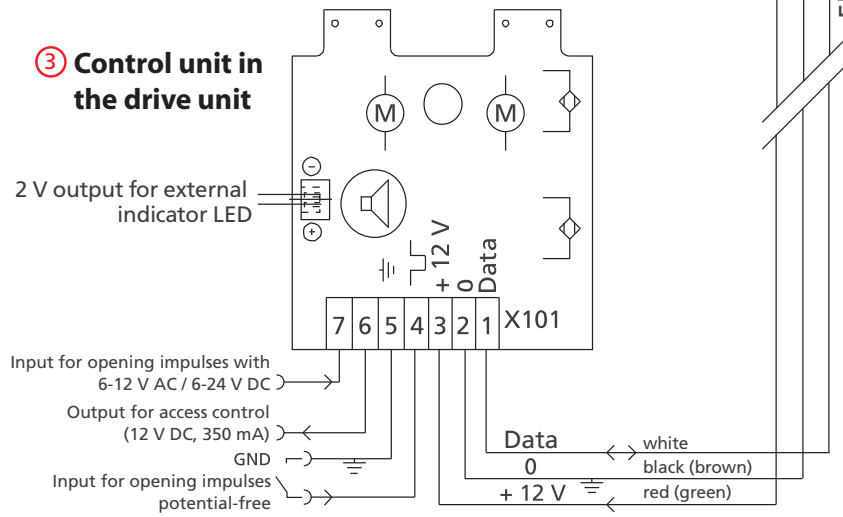 ③ Control unit in
the drive unit
M
M
2 V output for external
indicator LED
+ 12 V
0
Data
7 6 5 4 3 2 1 X101
Input for opening impulses with
6-12 V AC / 6-24 V DC
Output for access control
(12 V DC, 350 mA)
GND
Input for opening impulses
potential-free
Data white
0 black (brown)
+ 12 V red (green)